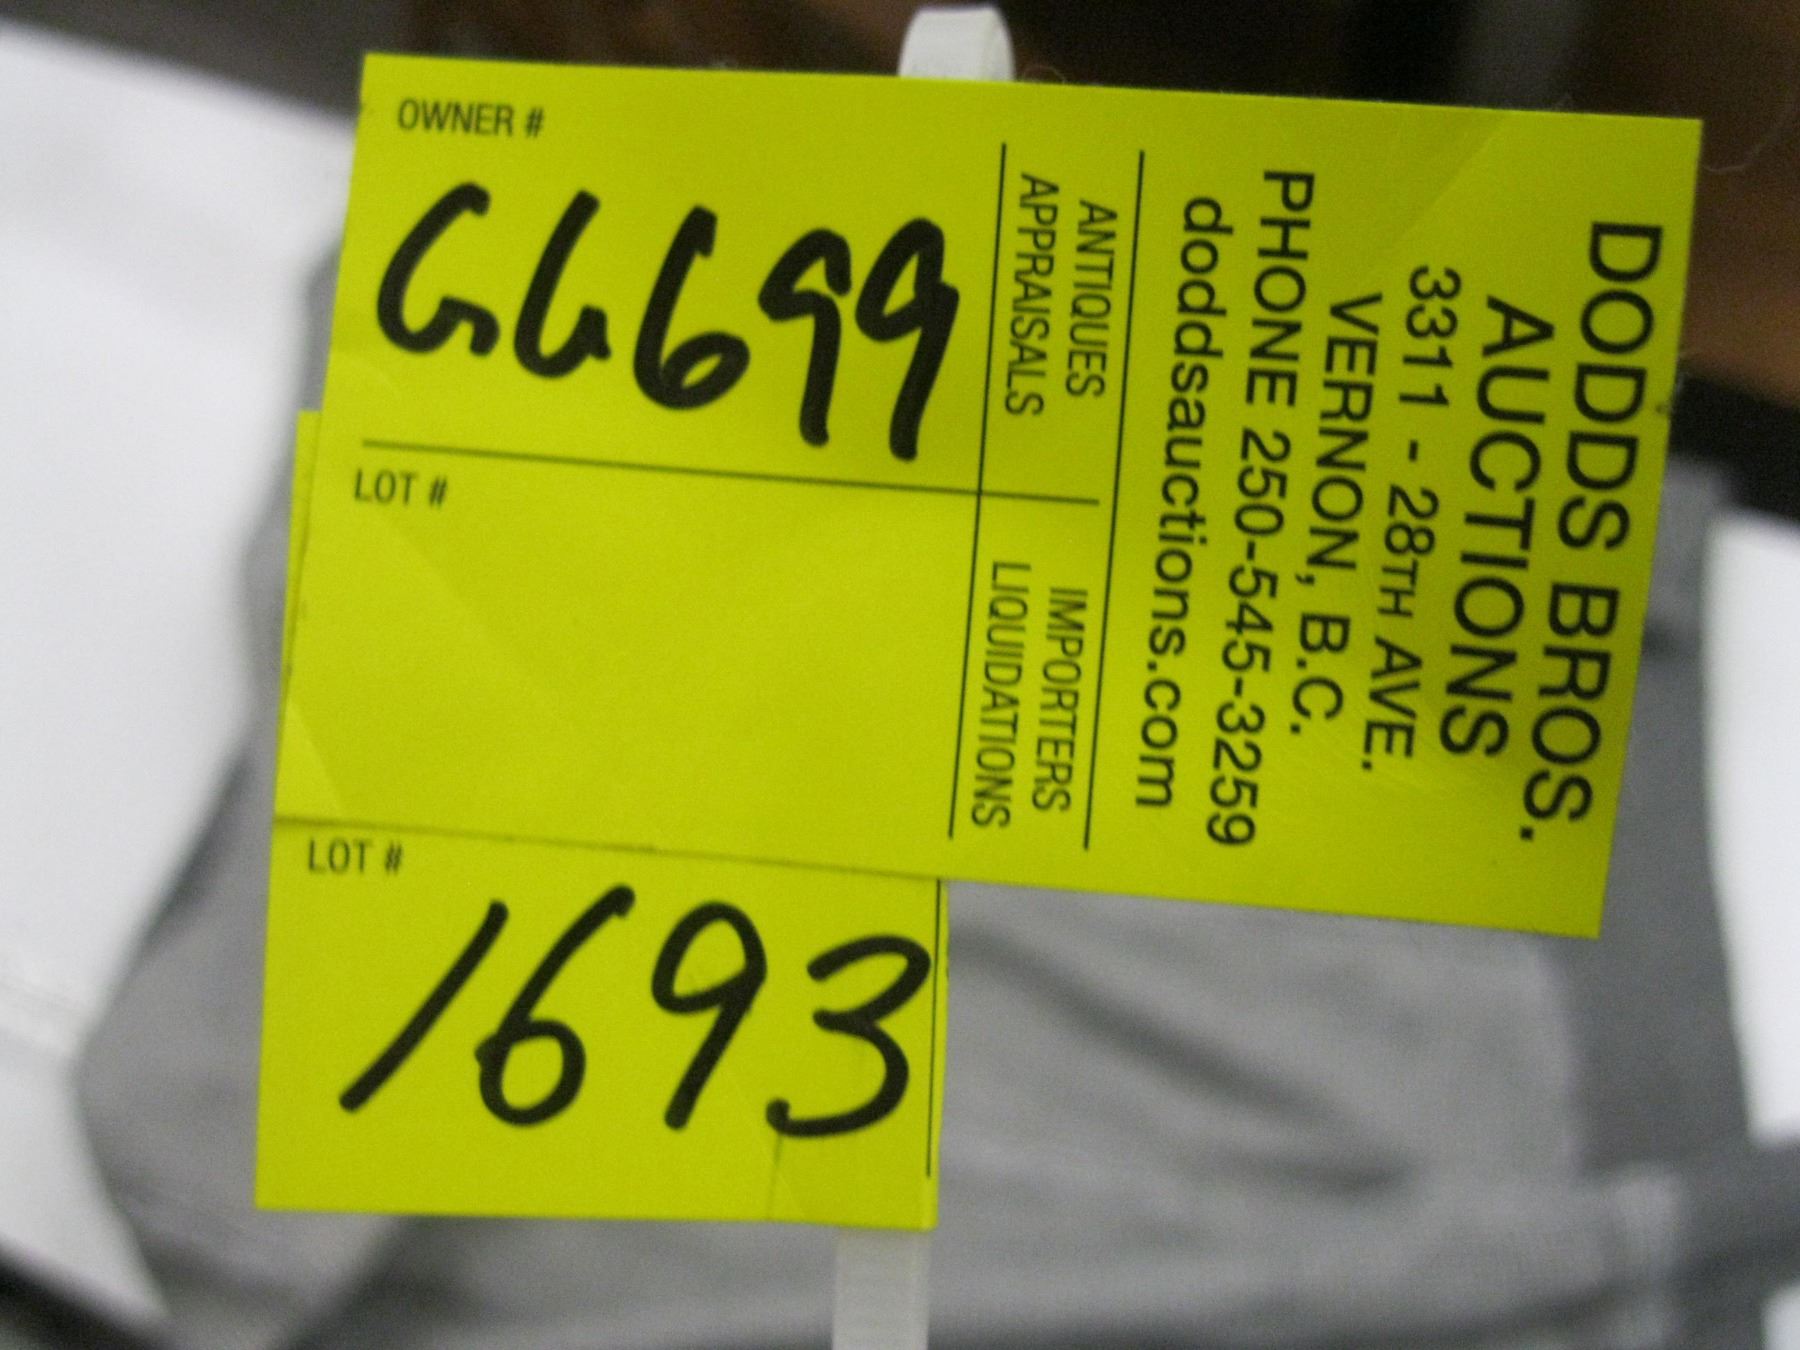 OWNER #
GG699
LOT #
LOT #
1693
ANTIQUES
APPRAISALS
IMPORTERS
LIQUIDATIONS
DODDS BROS.
AUCTIONS
3311 - 28TH AVE.
VERNON, B.C.
PHONE 250-545-3259
doddsauctions.com